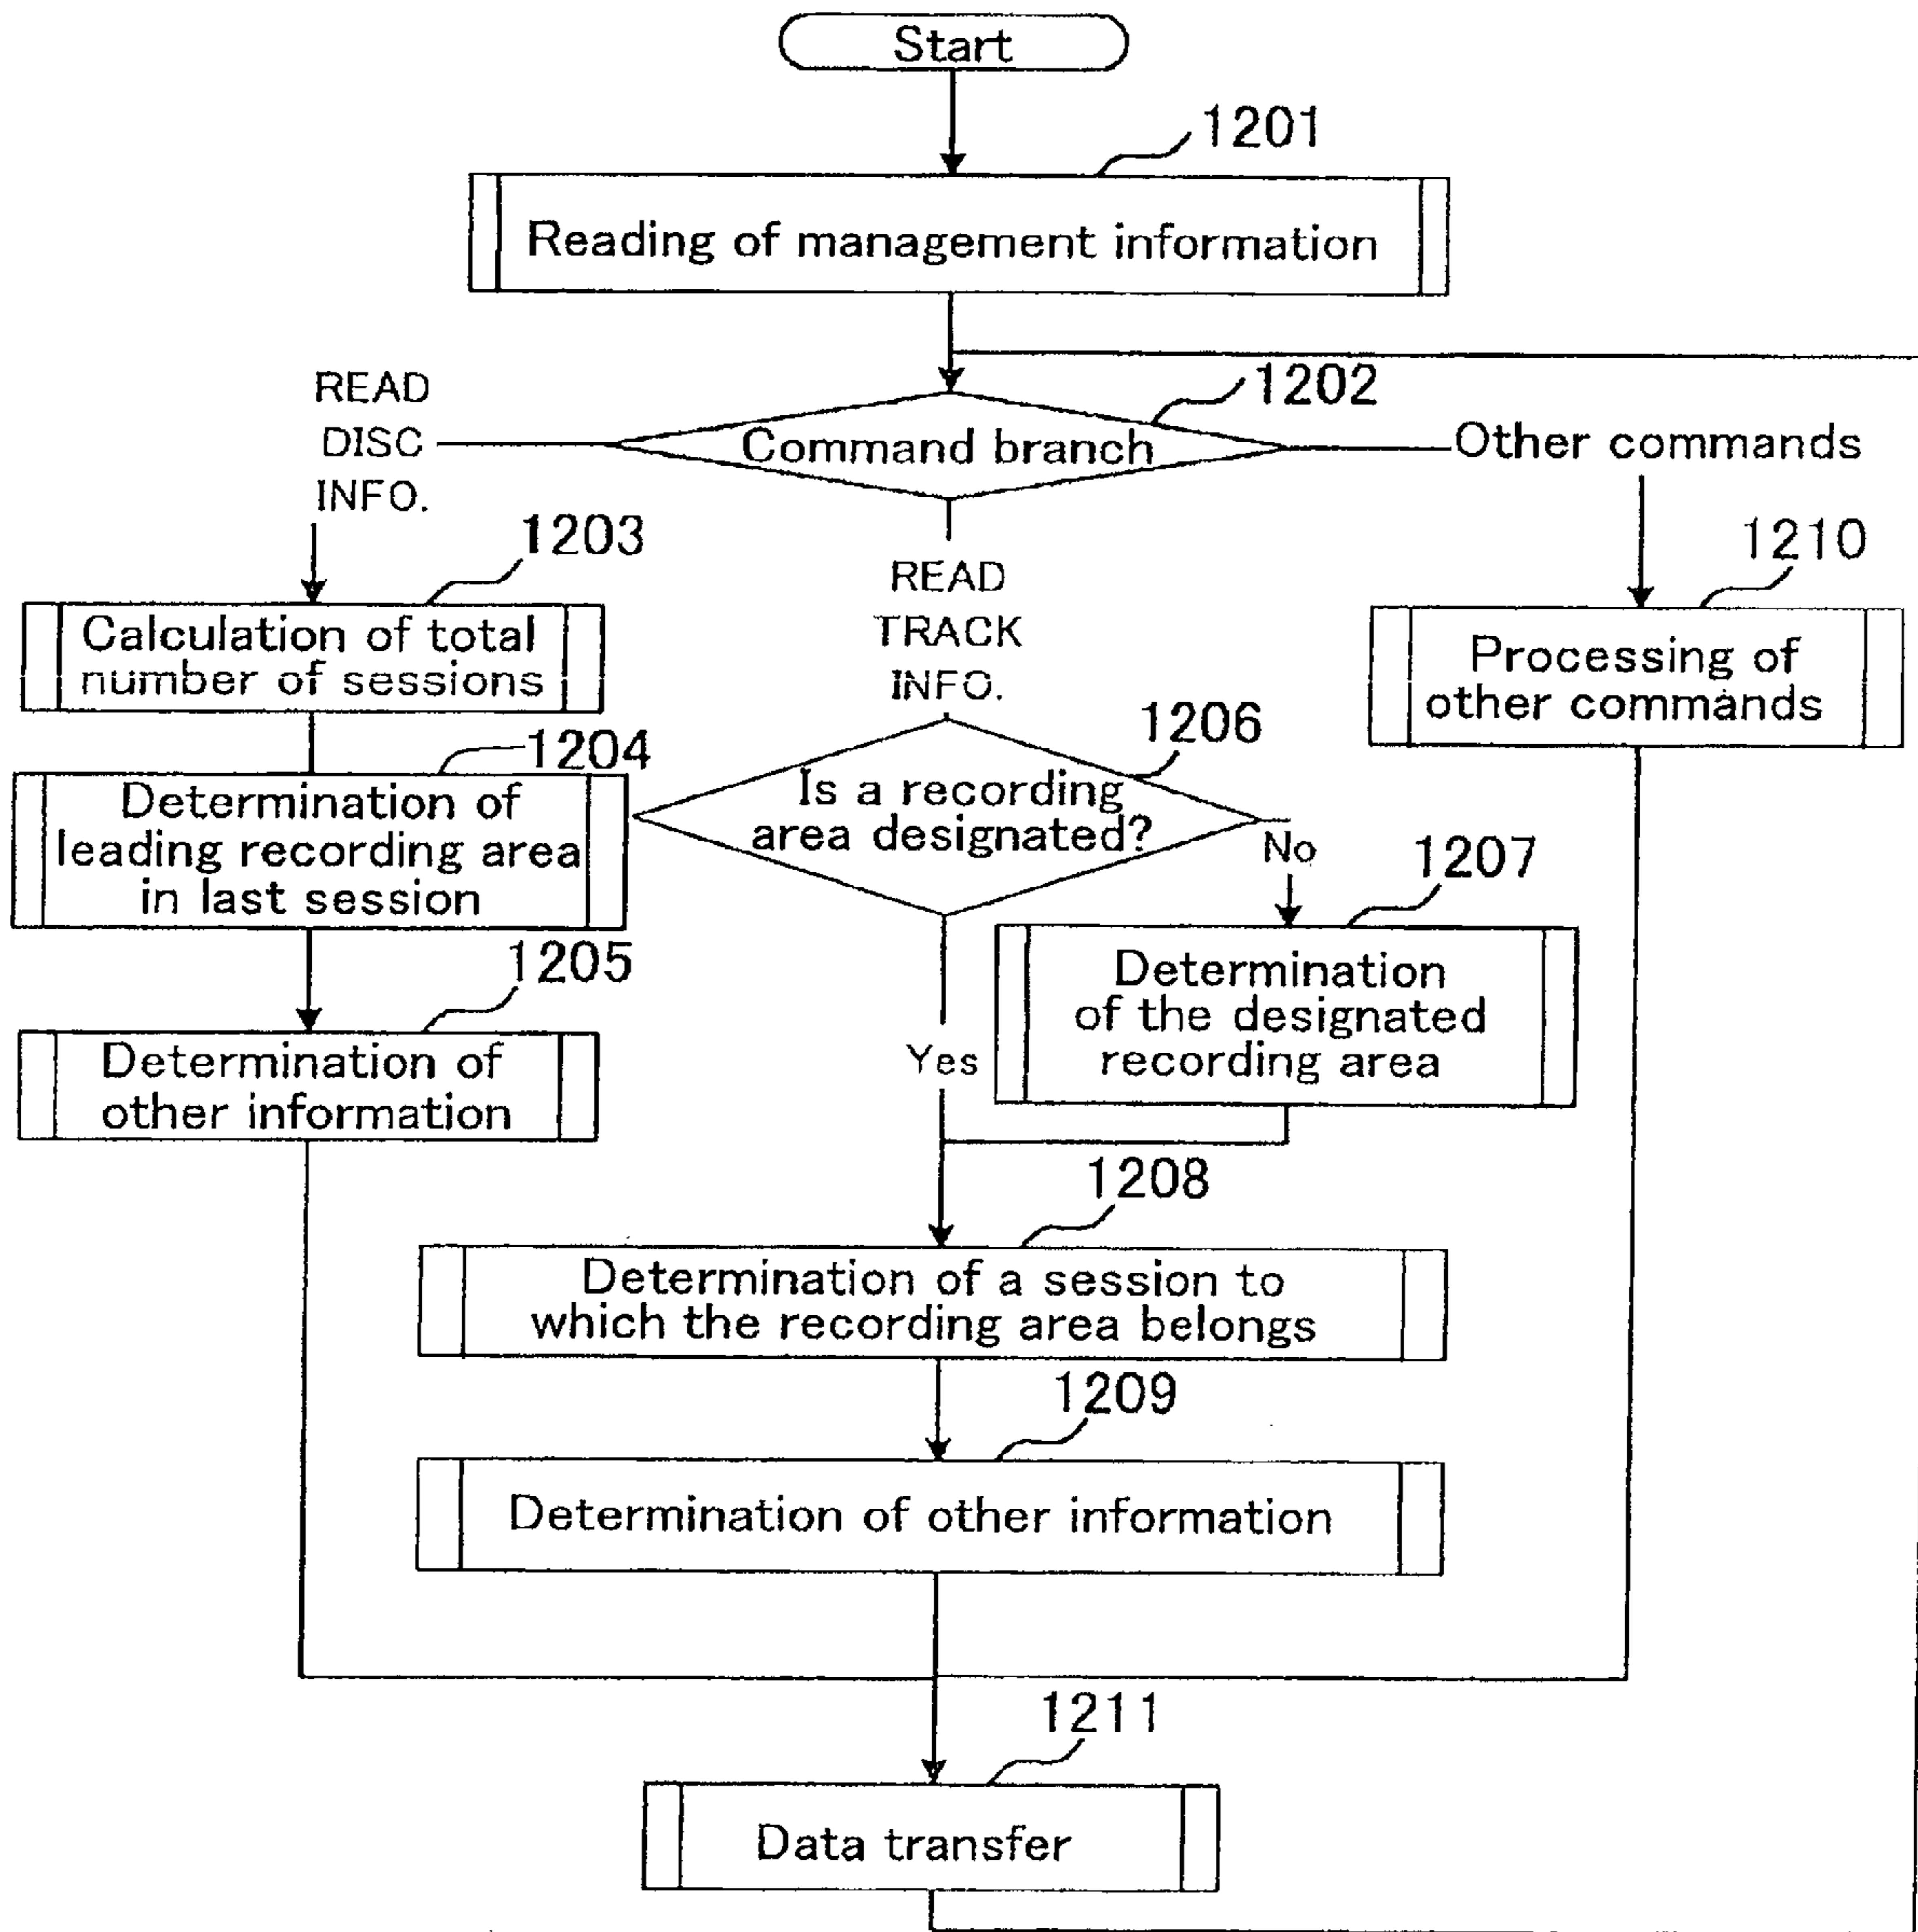 Start
1201
Reading of management information
1202
READ
DISC
INFO.
Command branch
Other commands
1203
Calculation of total
number of sessions
READ
TRACK
INFO.
1210
Processing of
other commands
1204
Determination of
leading recording area
in last session
1206
Is a recording
area designated?
No
1207
Determination
of the designated
recording area
1205
Determination of
other information
Yes
1208
Determination of a session to
which the recording area belongs
1209
Determination of other information
1211
Data transfer